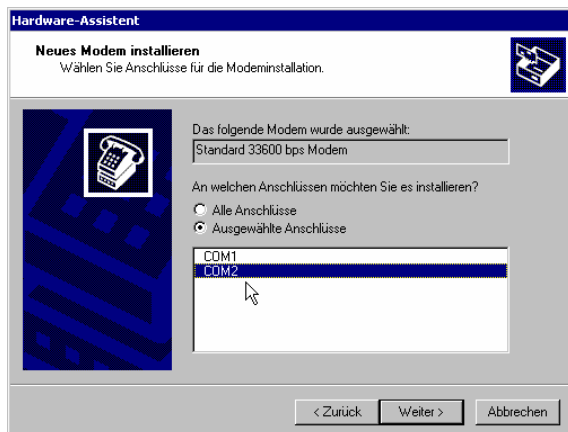 Hardware-Assistent
Neues Modem installieren
Wählen Sie Anschlüsse für die Modeminstallation.
Das folgende Modem wurde ausgewählt:
Standard 33600 bps Modem
An welchen Anschlüssen möchten Sie es installieren?
Alle Anschlüsse
Ausgewählte Anschlüsse
COM1
COM2
< Zurück Weiter > Abbrechen